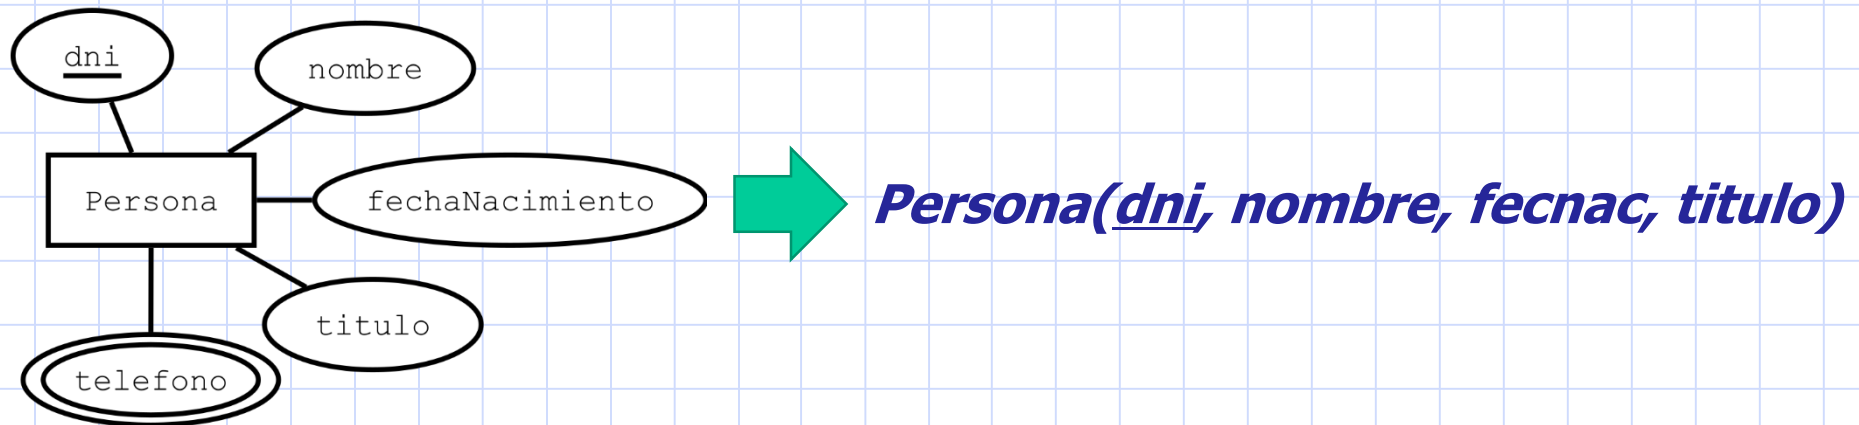 dni
nombre
Persona
fechaNacimiento
titulo
telefono
Persona(dni, nombre, fecnac, titulo)